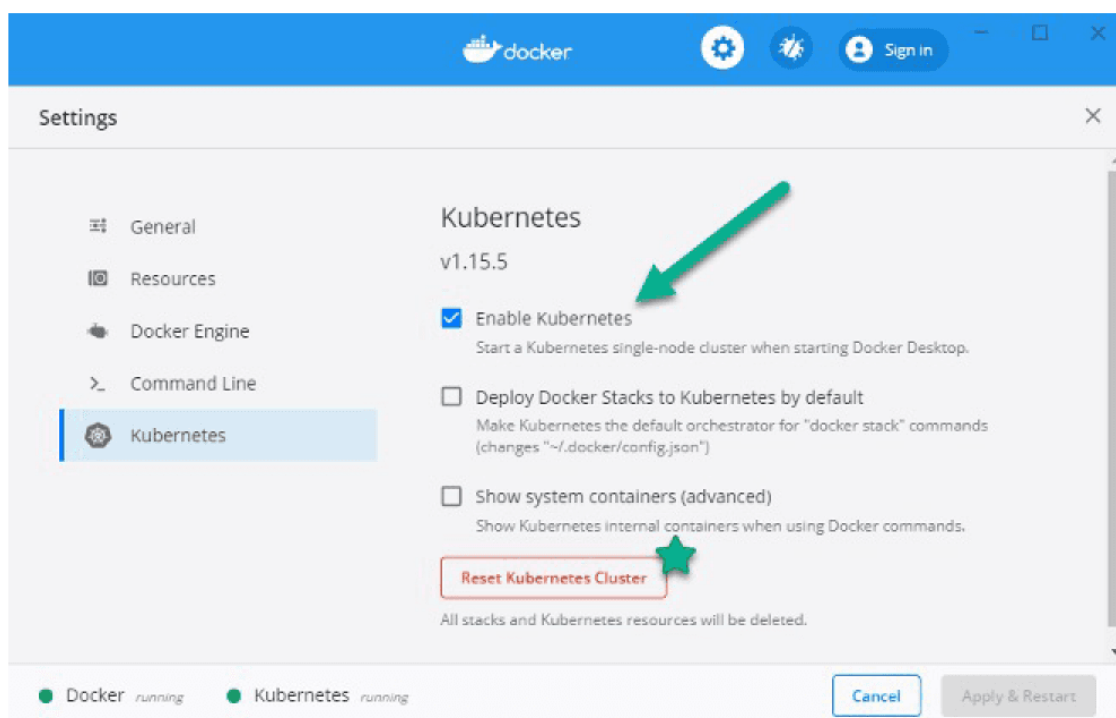 docker
Sign in
Settings
General
Resources
Docker Engine
Command Line
Kubernetes
Kubernetes
v1.15.5
Enable Kubernetes
Start a Kubernetes single-node cluster when starting Docker Desktop.
Deploy Docker Stacks to Kubernetes by default
Make Kubernetes the default orchestrator for "docker stack" commands
(changes "~/.docker/config.json")
Show system containers (advanced)
Show Kubernetes internal containers when using Docker commands.
Reset Kubernetes Cluster
All stacks and Kubernetes resources will be deleted.
Docker running Kubernetes running
Cancel
Apply & Restart